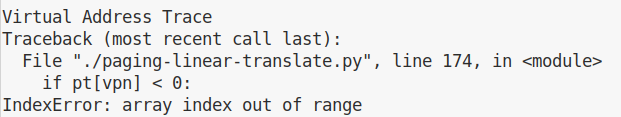 Virtual Address Trace
Traceback (most recent call last):
  File "./paging-linear-translate.py", line 174, in <module>
    if pt[vpn] < 0:
IndexError: array index out of range